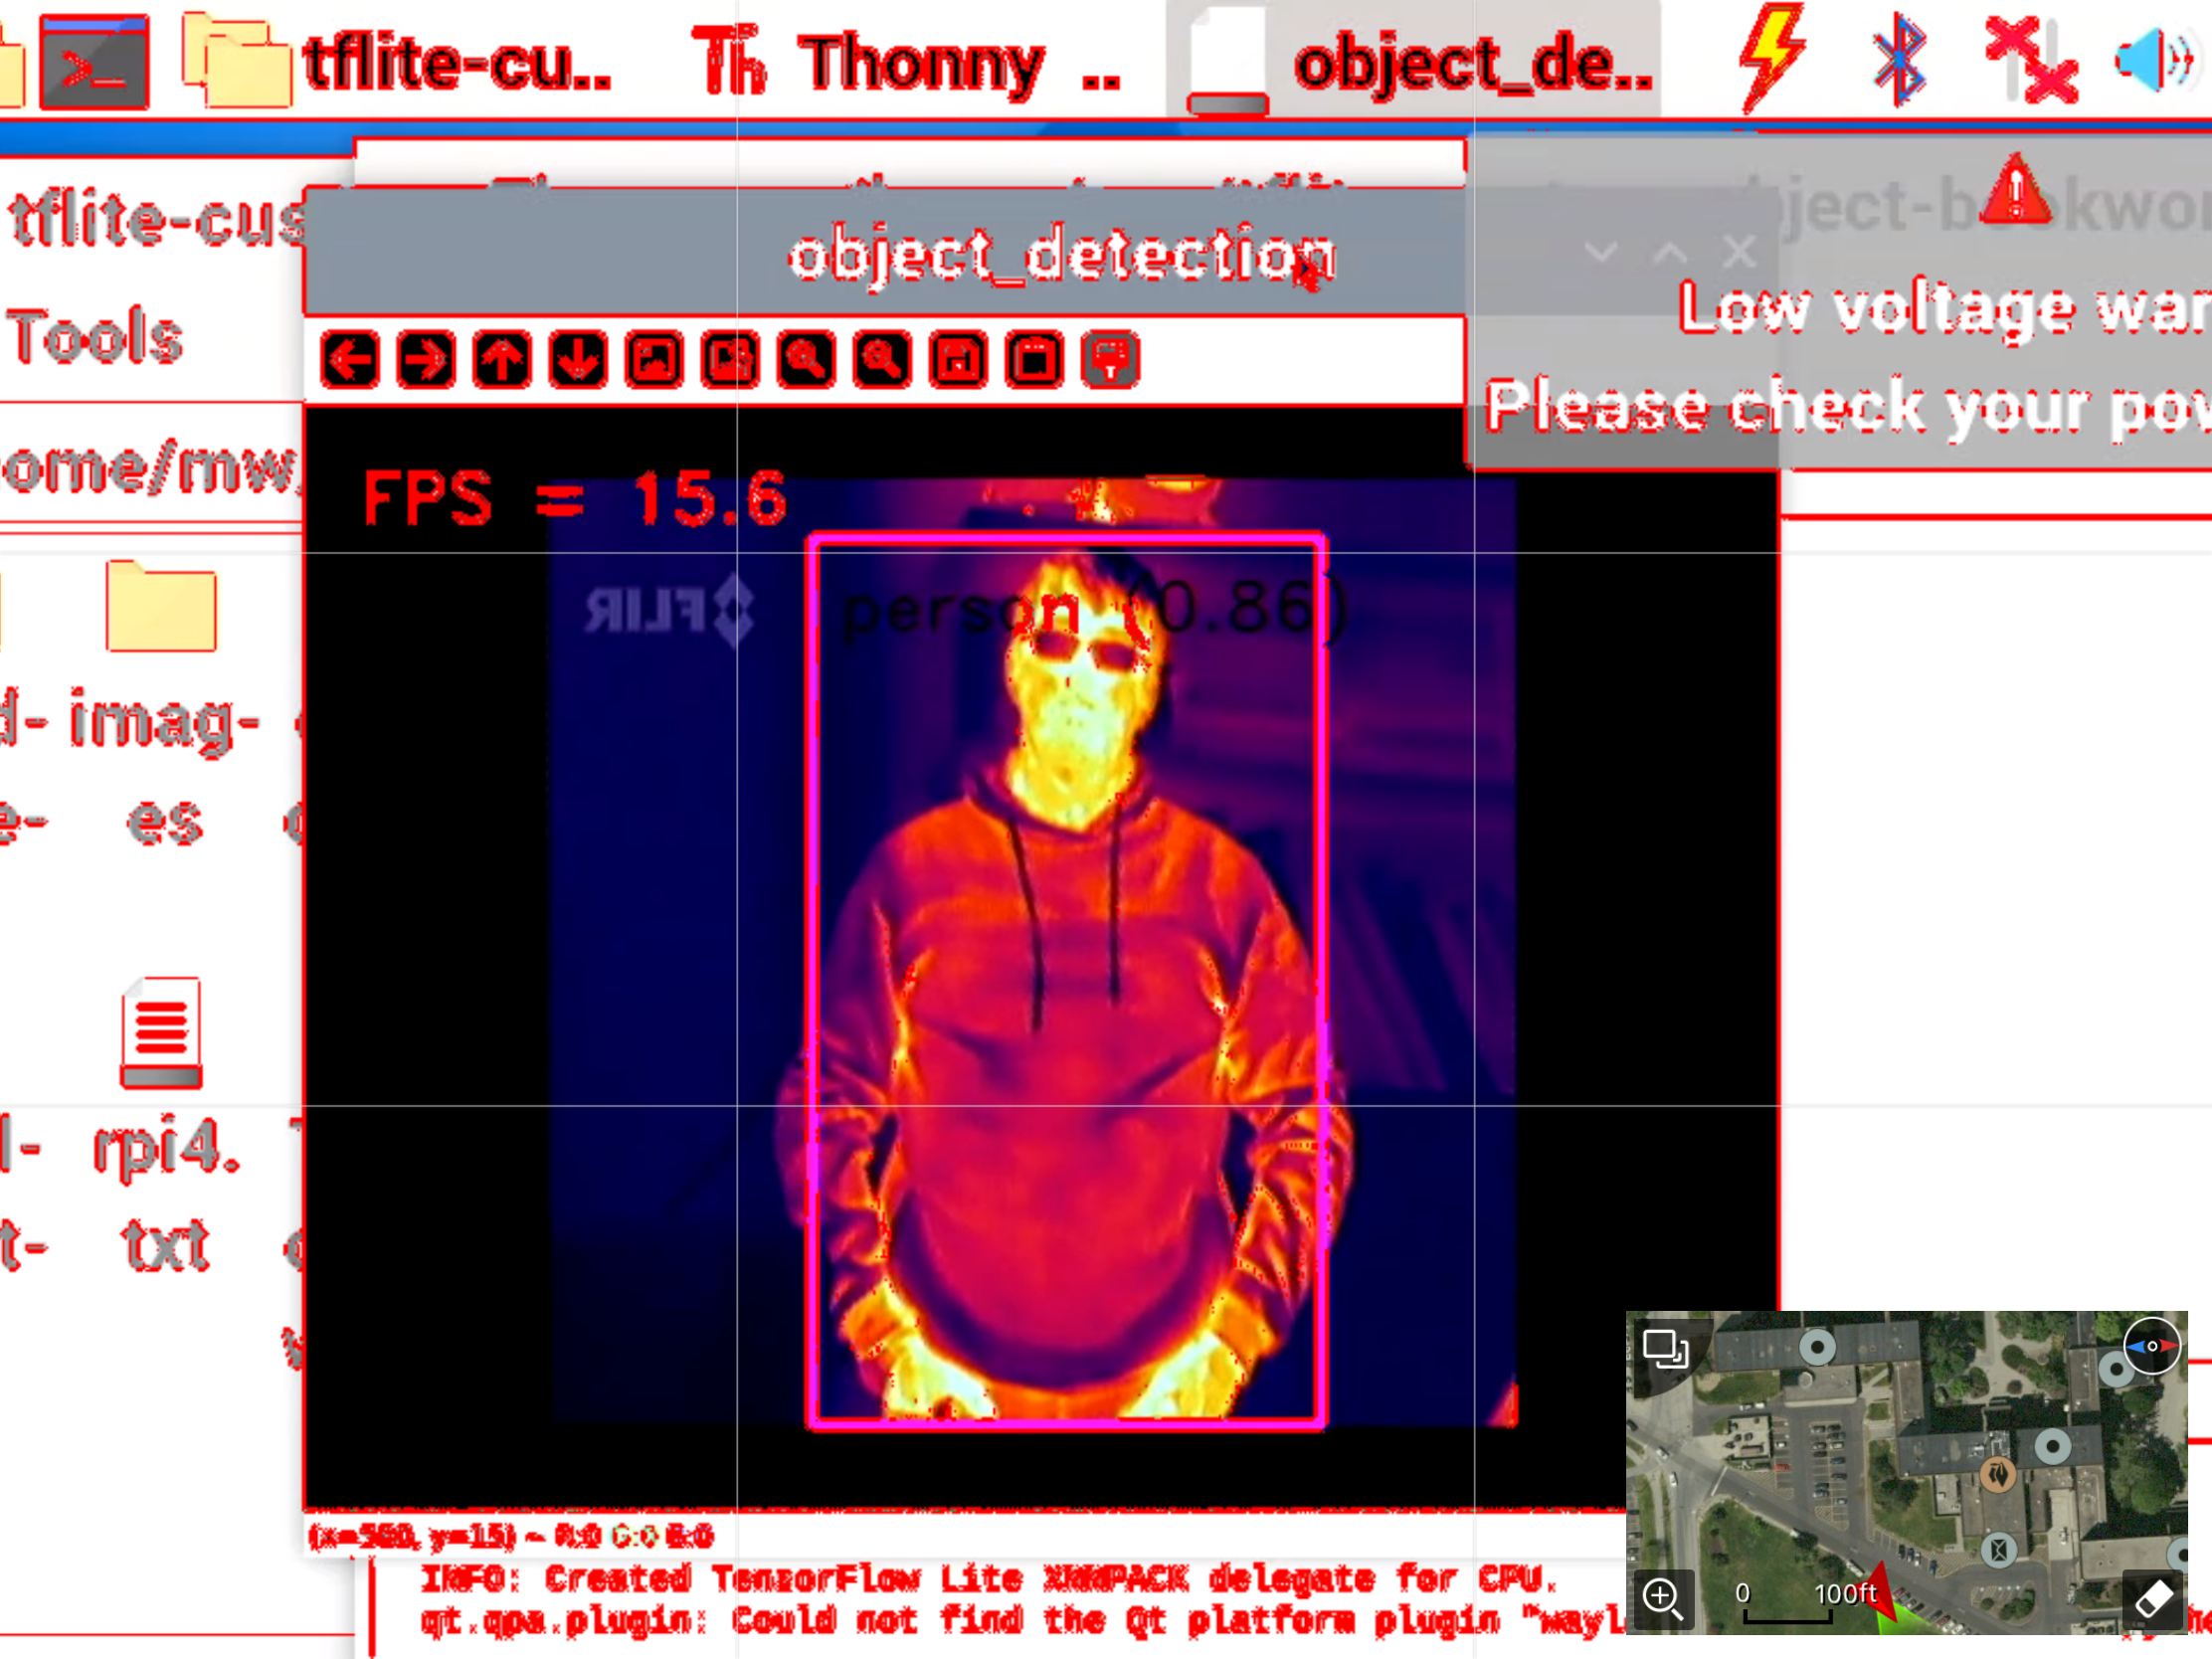 tflite-cu..
Thonny ..
object_de..
tflite-cus
object_detection
Low voltage war
Tools
Please check your pow
ome/mw/
FPS = 15.6
FLIR
person (0.86)
d- imag-
e- es
rpi4.
t- txt
INFO: Created TensorFlow Lite XNNPACK delegate for CPU.
qt.qpa.plugin: Could not find the Qt platform plugin "wayl
0 100ft